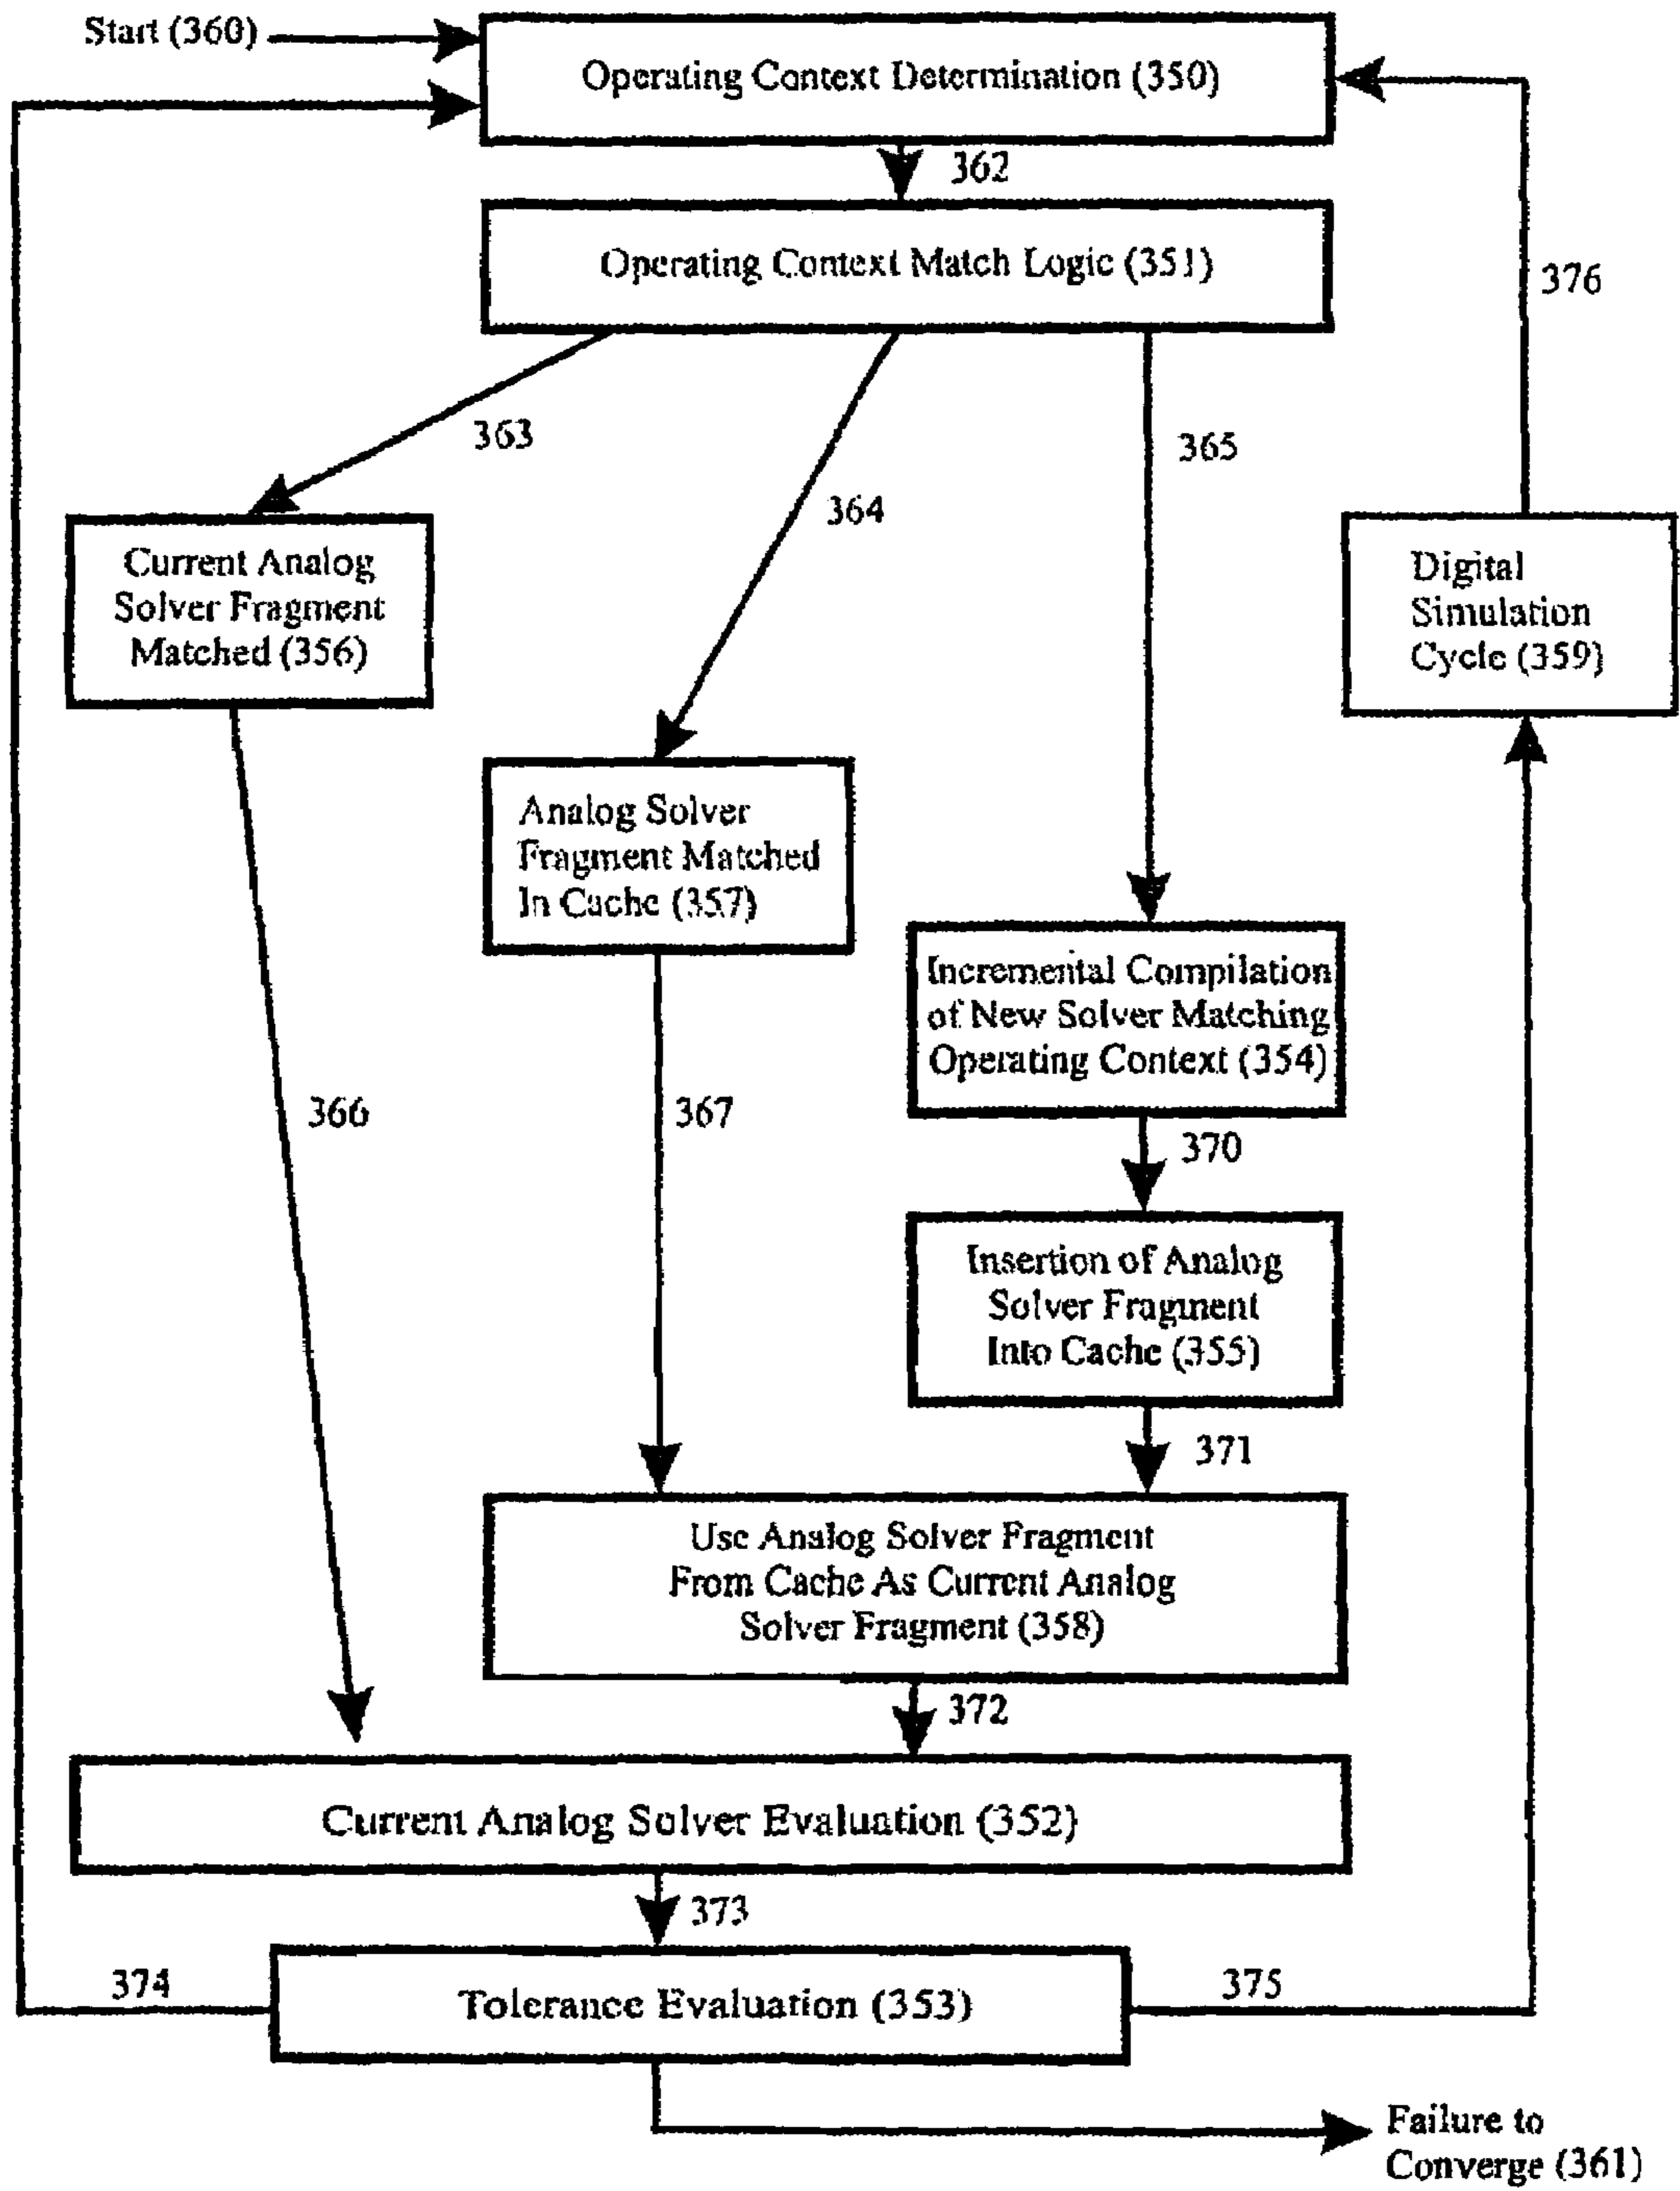 Start (360)
Operating Context Determination (350)
362
Operating Context Match Logic (351)
376
363
365
364
Current Analog
Solver Fragment
Matched (356)
Digital
Simulation
Cycle (359)
Analog Solver
Fragment Matched
In Cache (357)
Incremental Compilation
of New Solver Matching
Operating Context (354)
366
367
370
Insertion of Analog
Solver Fragment
Into Cache (355)
371
Use Analog Solver Fragment
From Cache As Current Analog
Solver Fragment (358)
372
Current Analog Solver Evaluation (352)
373
374
Tolerance Evaluation (353)
375
Failure to
Converge (361)